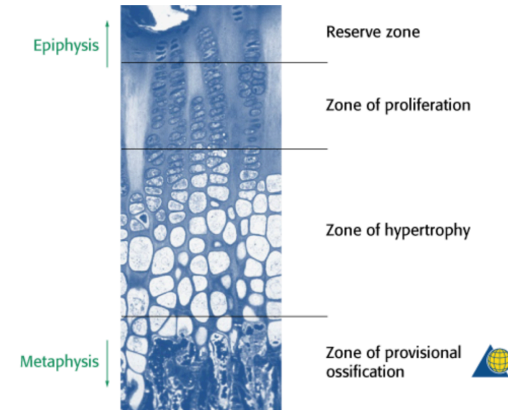 Reserve zone
Epiphysis
Zone of proliferation
Zone of hypertrophy
Zone of provisional
ossification
Metaphysis